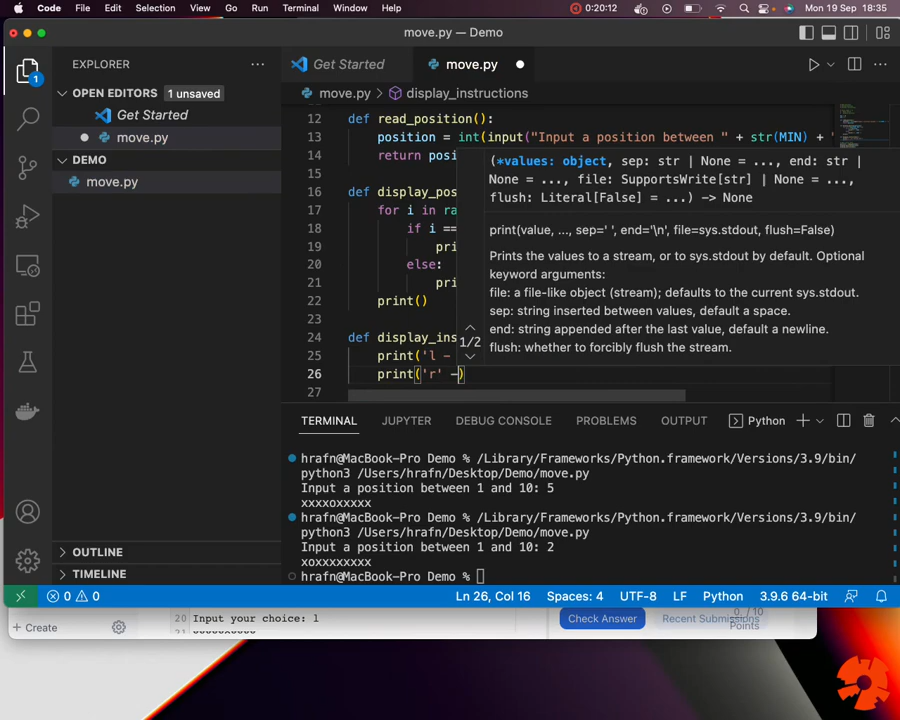 Code File Edit Selection View Go Run Terminal Window Help 0:20:12 Mon 19 Sep 18:35
move.py — Demo
EXPLORER
Get Started
move.py
OPEN EDITORS 1 unsaved
move.py > display_instructions
Get Started
move.py
DEMO
move.py
12 def read_position():
13 position = int(input("Input a position between " + str(MIN) + "
14 return posi
15
16 def display_pos
17 for i in ra
18 if i ==
19 pri
20 else:
21 pri
22 print()
23
24 def display_ins
25 print('l -
26 print('r' -)
27
(*values: object, sep: str | None = ..., end: str |
None = ..., file: SupportsWrite[str] | None = ...,
flush: Literal[False] = ...) -> None
print(value, ..., sep=' ', end='\n', file=sys.stdout, flush=False)
Prints the values to a stream, or to sys.stdout by default. Optional
keyword arguments:
file: a file-like object (stream); defaults to the current sys.stdout.
sep: string inserted between values, default a space.
end: string appended after the last value, default a newline.
flush: whether to forcibly flush the stream.
1/2
1
TERMINAL JUPYTER DEBUG CONSOLE PROBLEMS OUTPUT Python
hrafn@MacBook-Pro Demo % /Library/Frameworks/Python.framework/Versions/3.9/bin/
python3 /Users/hrafn/Desktop/Demo/move.py
Input a position between 1 and 10: 5
xxxxoxxxxx
hrafn@MacBook-Pro Demo % /Library/Frameworks/Python.framework/Versions/3.9/bin/
python3 /Users/hrafn/Desktop/Demo/move.py
Input a position between 1 and 10: 2
xoxxxxxxxx
hrafn@MacBook-Pro Demo %
OUTLINE
TIMELINE
0 0 Ln 26, Col 16 Spaces: 4 UTF-8 LF Python 3.9.6 64-bit
+ Create
20 Input your choice: l
Check Answer
Recent Submissions
0 / 10
Points